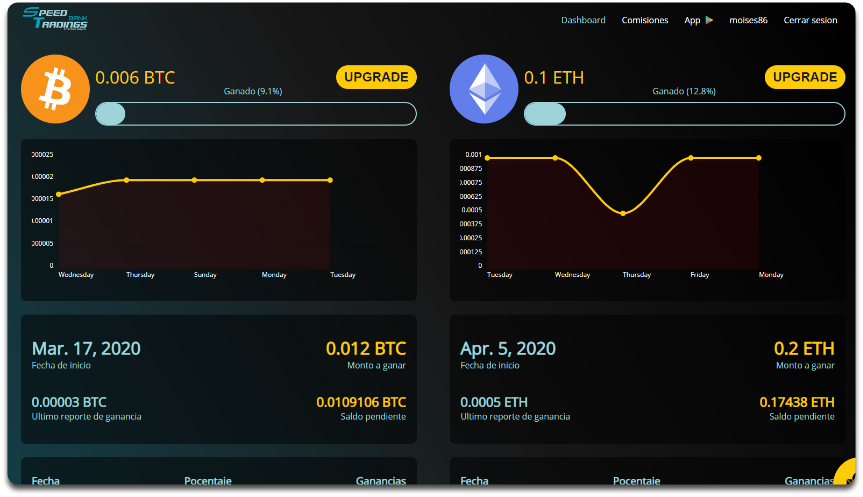 SPEED
BANK
TRADINGS
Dashboard
Comisiones
App
moises86
Cerrar sesion
0.006 BTC
UPGRADE
Ganado (9.1%)
0.1 ETH
UPGRADE
Ganado (12.8%)
000025
.00002
000015
.00001
000005
0
Wednesday
Thursday
Sunday
Monday
Tuesday
0.001
000875
.00075
000625
0.0005
000375
.00025
000125
0
Tuesday
Wednesday
Thursday
Friday
Monday
Mar. 17, 2020
0.012 BTC
Fecha de inicio
Monto a ganar
0.00003 BTC
0.0109106 BTC
Ultimo reporte de ganancia
Saldo pendiente
Apr. 5, 2020
0.2 ETH
Fecha de inicio
Monto a ganar
0.0005 ETH
0.17438 ETH
Ultimo reporte de ganancia
Saldo pendiente
Fecha
Pocentaje
Ganancias
Fecha
Pocentaje
Ganancias